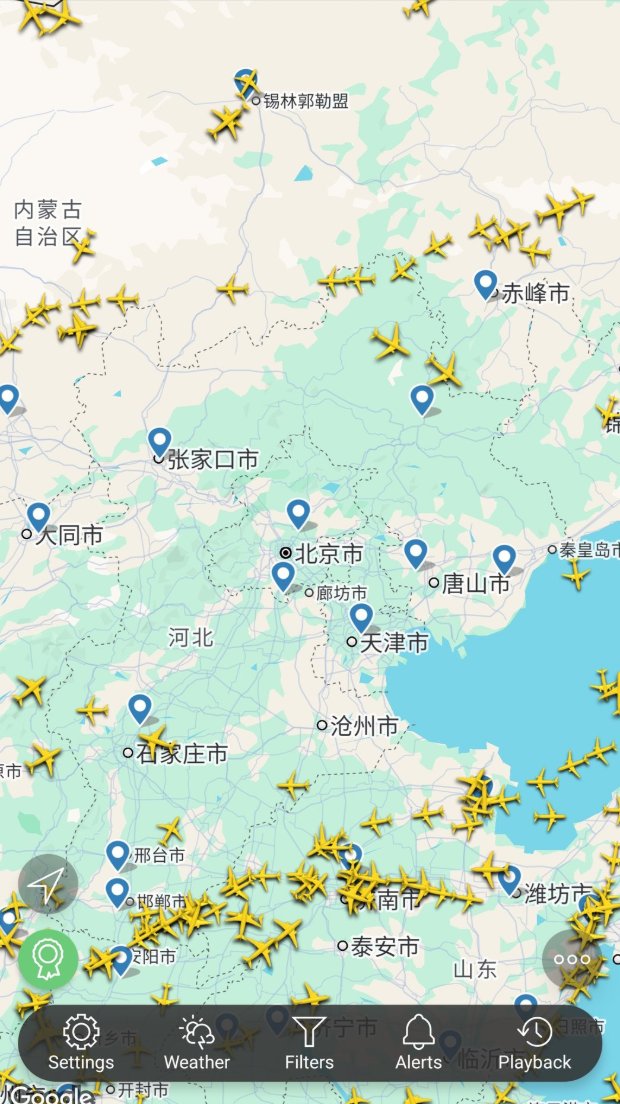 锡林郭勒盟
内蒙古
自治区
赤峰市
张家口市
大同市
北京市
秦皇岛市
唐山市
廊坊市
河北
天津市
沧州市
石家庄市
邢台市
邯郸市
济南市
潍坊市
安阳市
泰安市
山东
济宁市
日照市
临沂市
Settings
Weather
Filters
Alerts
Playback
开封市
Google